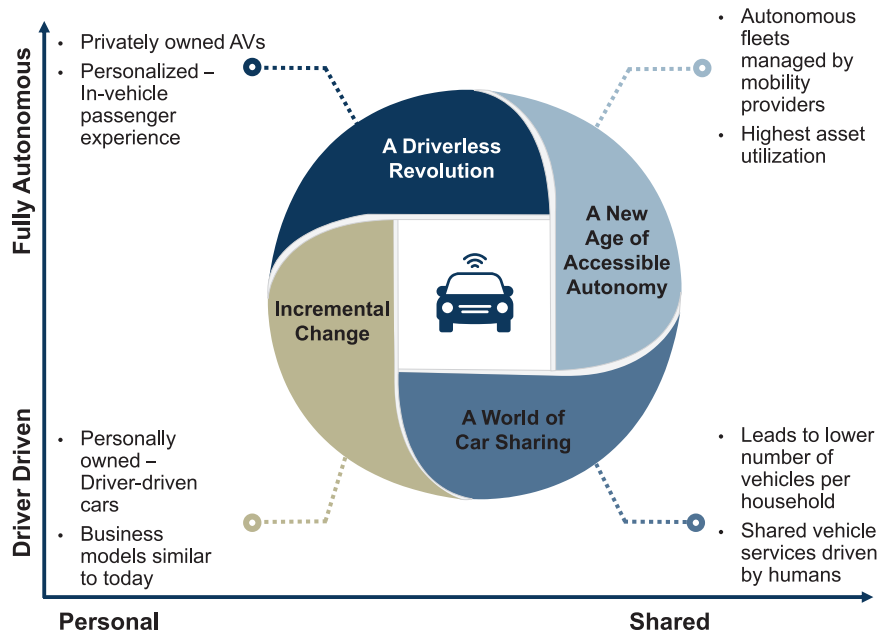 Fully Autonomous
Driver Driven
• Privately owned AVs
• Personalized –
In-vehicle
passenger
experience
• Autonomous
fleets
managed by
mobility
providers
• Highest asset
utilization
A Driverless
Revolution
A New
Age of
Accessible
Autonomy
Incremental
Change
A World of
Car Sharing
• Personally
owned –
Driver-driven
cars
• Business
models similar
to today
• Leads to lower
number of
vehicles per
household
• Shared vehicle
services driven
by humans
Personal
Shared